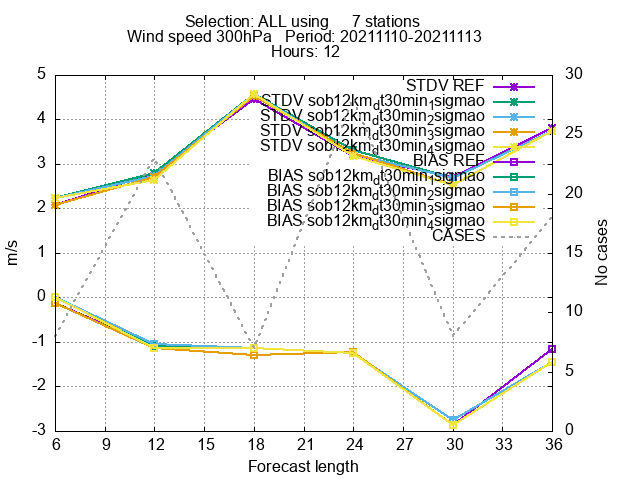 Selection: ALL using 7 stations
Wind speed 300hPa Period: 20211110-20211113
Hours: 12
5
4
3
2
1
0
-1
-2
-3
m/s
30
25
20
15
10
5
0
No cases
STDV REF
STDV sob12km_dt30min_1sigmao
STDV sob12km_dt30min_2sigmao
STDV sob12km_dt30min_3sigmao
STDV sob12km_dt30min_4sigmao
BIAS REF
BIAS sob12km_dt30min_1sigmao
BIAS sob12km_dt30min_2sigmao
BIAS sob12km_dt30min_3sigmao
BIAS sob12km_dt30min_4sigmao
CASES
6 9 12 15 18 21 24 27 30 33 36
Forecast length